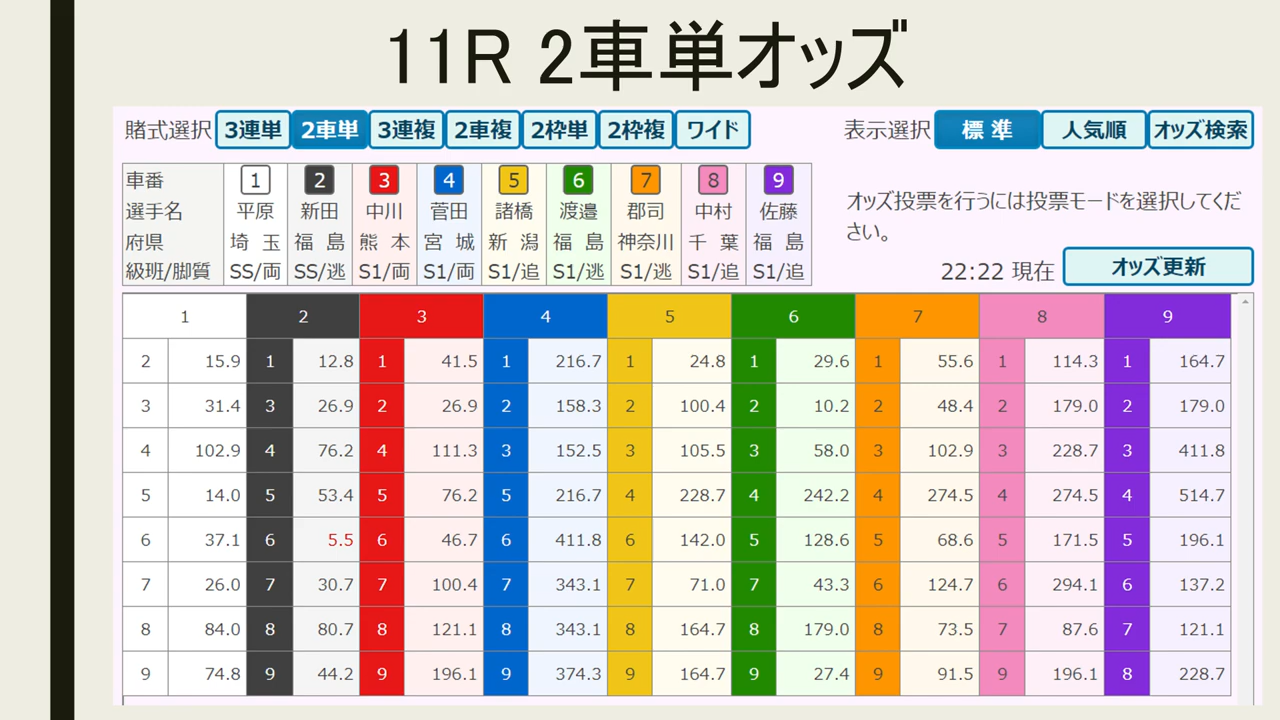 11R 2車単オッズ
賭式選択 3連単 2車単 3連複 2車複 2枠単 2枠複 ワイド 表示選択 標準 人気順 オッズ検索
車番 1 2 3 4 5 6 7 8 9
選手名 平原 新田 中川 菅田 諸橋 渡邉 郡司 中村 佐藤
府県 埼玉 福島 熊本 宮城 新潟 福島 神奈川 千葉 福島
級班/脚質 SS/両 SS/逃 S1/両 S1/両 S1/追 S1/逃 S1/逃 S1/追 S1/追
オッズ投票を行うには投票モードを選択してくだ
さい。
22:22 現在 オッズ更新
1 2 3 4 5 6 7 8 9
2 15.9 1 12.8 1 41.5 1 216.7 1 24.8 1 29.6 1 55.6 1 114.3 1 164.7
3 31.4 3 26.9 2 26.9 2 158.3 2 100.4 2 10.2 2 48.4 2 179.0 2 179.0
4 102.9 4 76.2 4 111.3 3 152.5 3 105.5 3 58.0 3 102.9 3 228.7 3 411.8
5 14.0 5 53.4 5 76.2 5 216.7 4 228.7 4 242.2 4 274.5 4 274.5 4 514.7
6 37.1 6 5.5 6 46.7 6 411.8 6 142.0 5 128.6 5 68.6 5 171.5 5 196.1
7 26.0 7 30.7 7 100.4 7 343.1 7 71.0 7 43.3 6 124.7 6 294.1 6 137.2
8 84.0 8 80.7 8 121.1 8 343.1 8 164.7 8 179.0 8 73.5 7 87.6 7 121.1
9 74.8 9 44.2 9 196.1 9 374.3 9 164.7 9 27.4 9 91.5 9 196.1 8 228.7